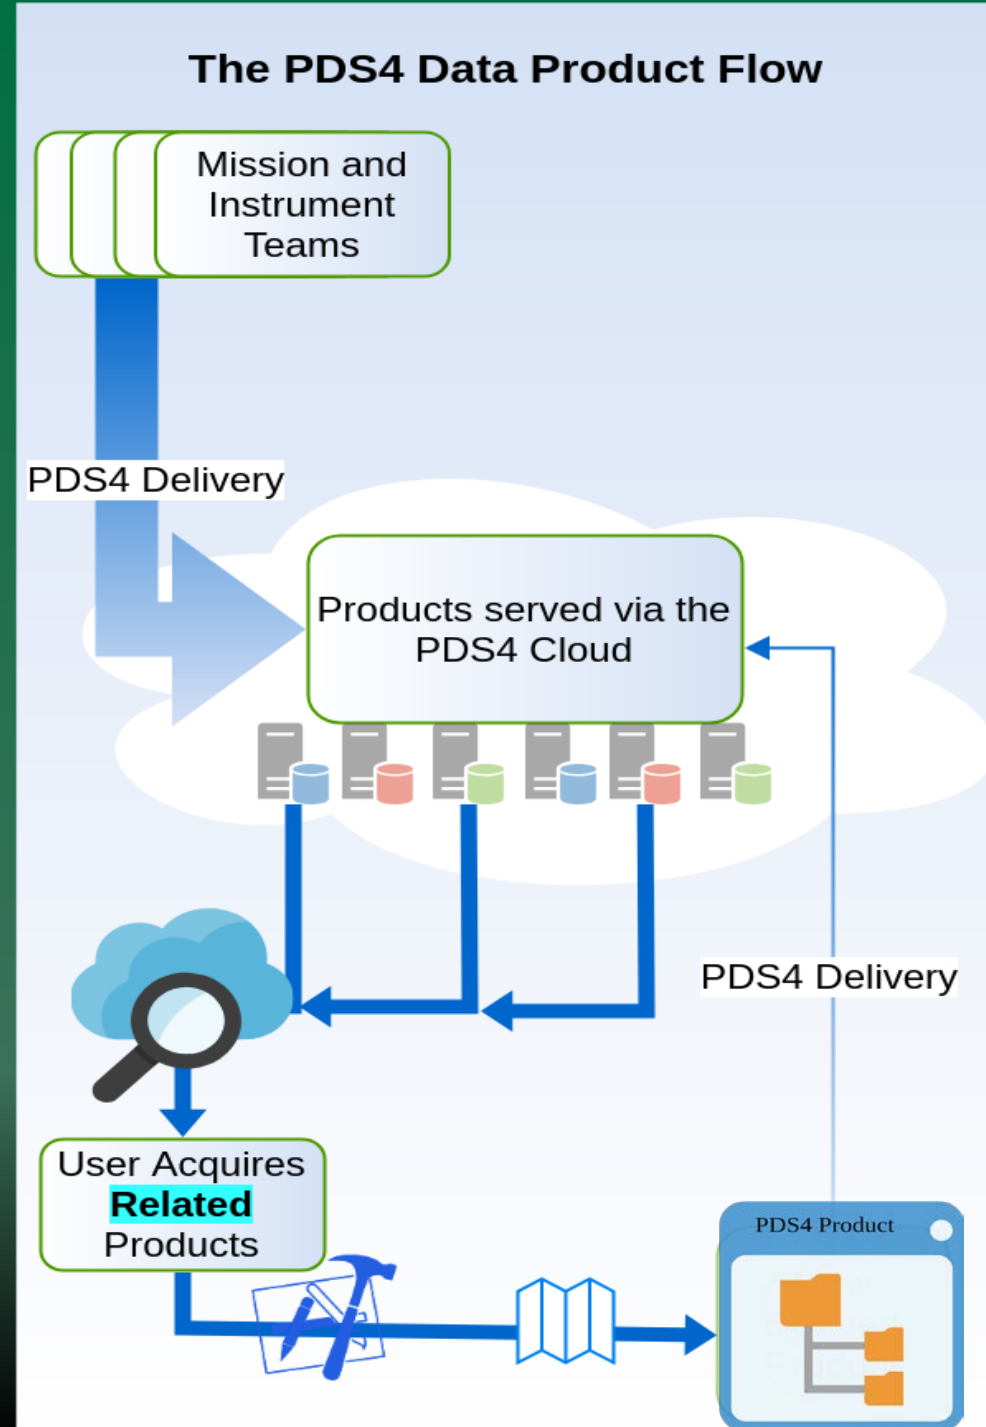 The PDS4 Data Product Flow
Mission and
Instrument
Teams
PDS4 Delivery
Products served via the
PDS4 Cloud
PDS4 Delivery
User Acquires
Related
Products
PDS4 Product